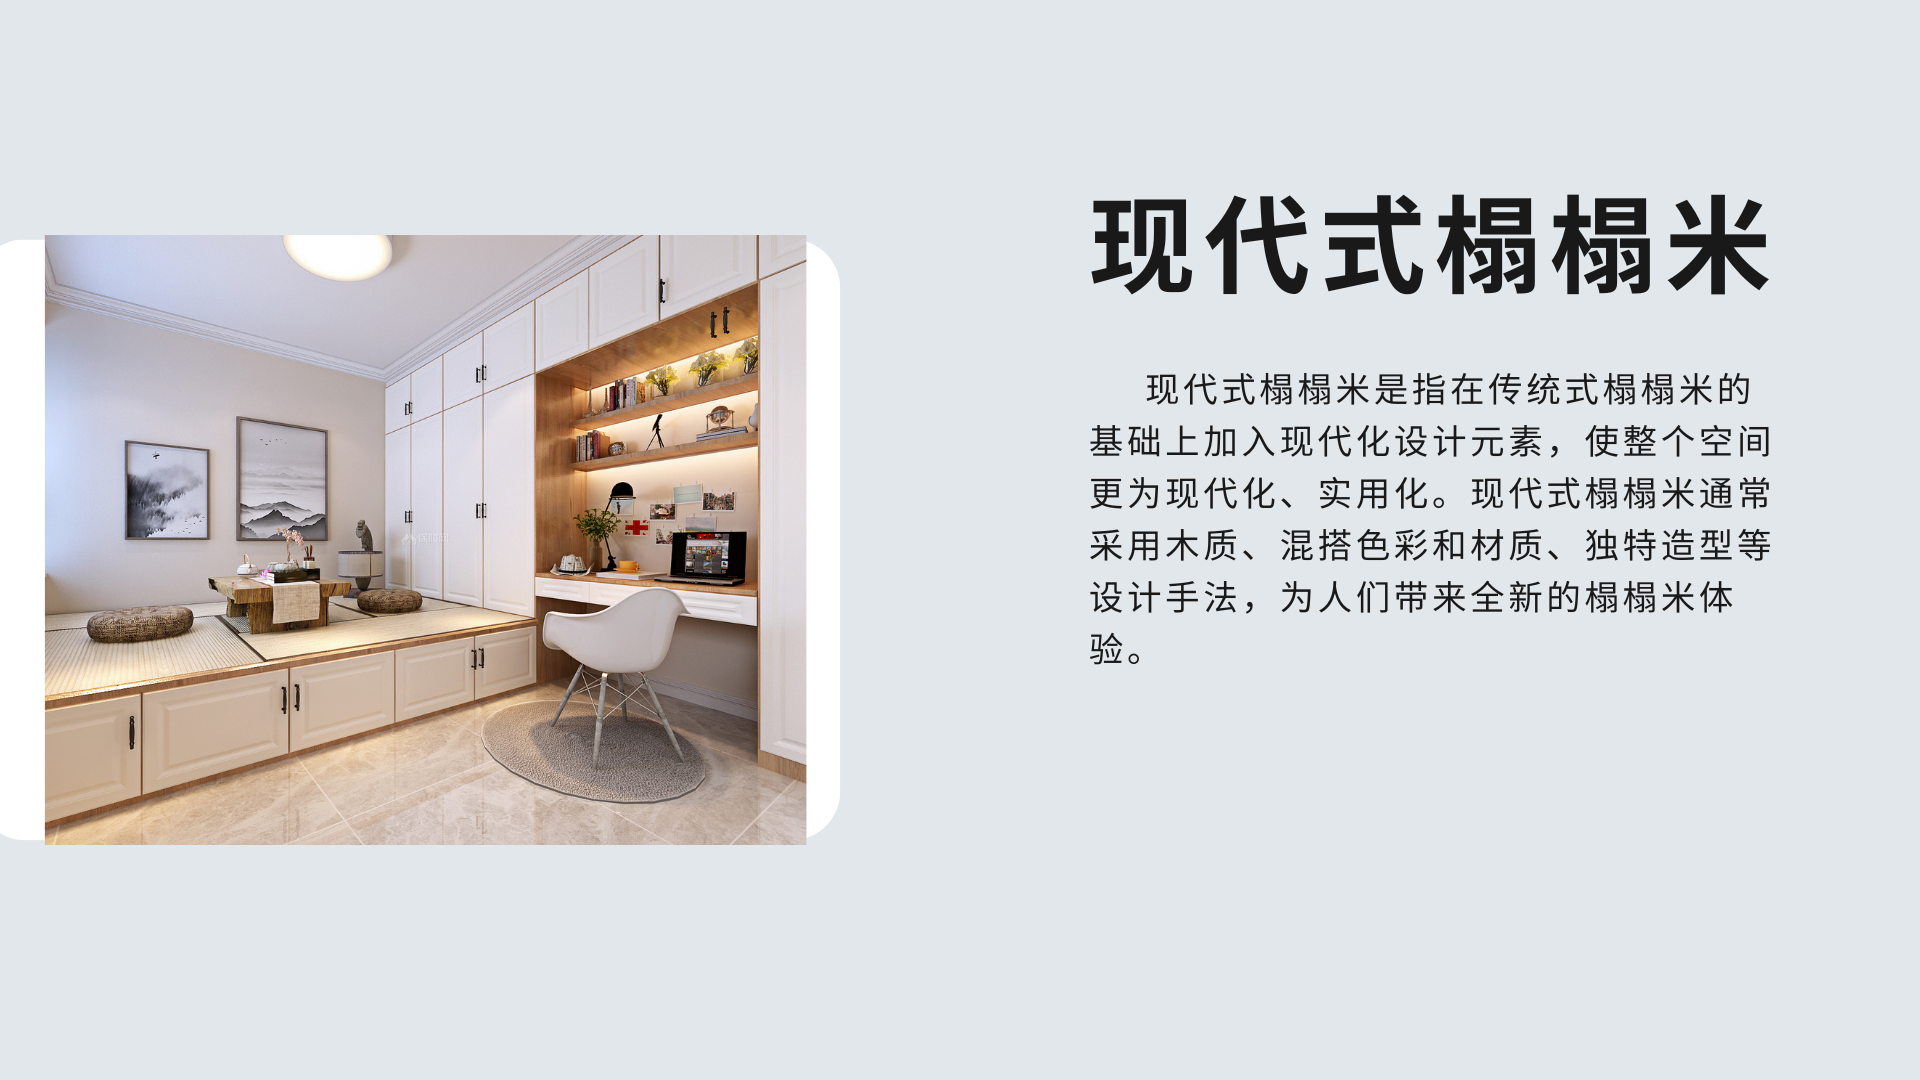 现代式榻榻米
现代式榻榻米是指在传统式榻榻米的
基础上加入现代化设计元素，使整个空间
更为现代化、实用化。现代式榻榻米通常
采用木质、混搭色彩和材质、独特造型等
设计手法，为人们带来全新的榻榻米体
验。